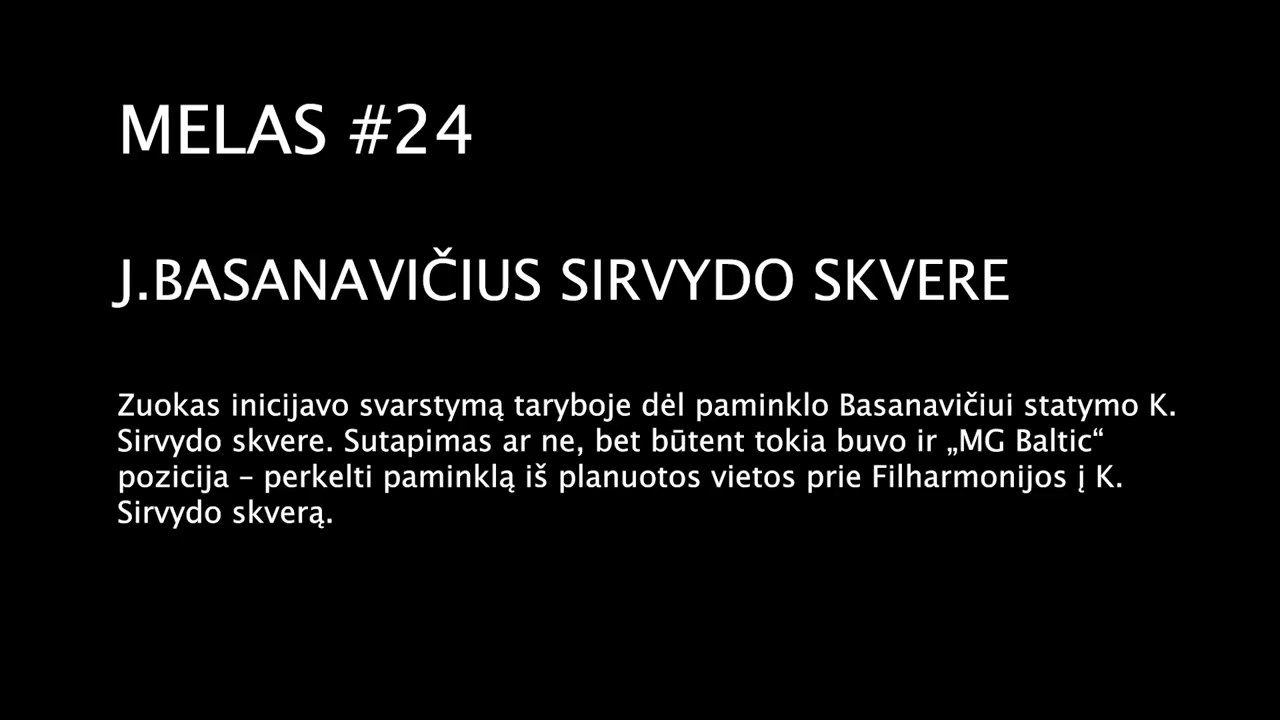 MELAS #24
J.BASANAVIČIUS SIRVYDO SKVERE
Zuokas inicijavo svarstymą taryboje dėl paminklo Basanavičiui statymo K.
Sirvydo skvere. Sutapimas ar ne, bet būtent tokia buvo ir „MG Baltic“
pozicija – perkelti paminklą iš planuotos vietos prie Filharmonijos į K.
Sirvydo skverą.